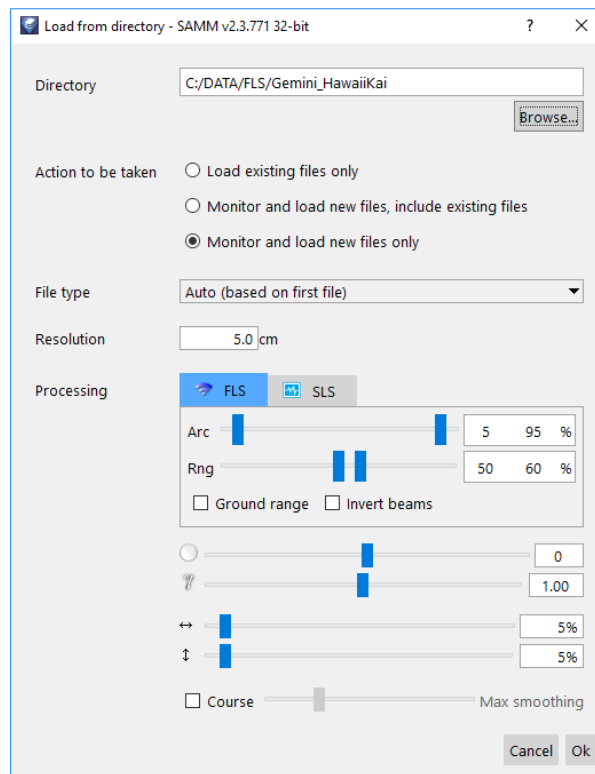 Load from directory - SAMM v2.3.771 32-bit
Directory
C:/DATA/FLS/Gemini_HawaiiKai
Browse...
Action to be taken
Load existing files only
Monitor and load new files, include existing files
Monitor and load new files only
File type
Auto (based on first file)
Resolution
5.0 cm
Processing
FLS SLS
Arc 5 95 %
Rng 50 60 %
Ground range Invert beams
0
γ 1.00
↔ 5%
↕ 5%
Course Max smoothing
Cancel Ok